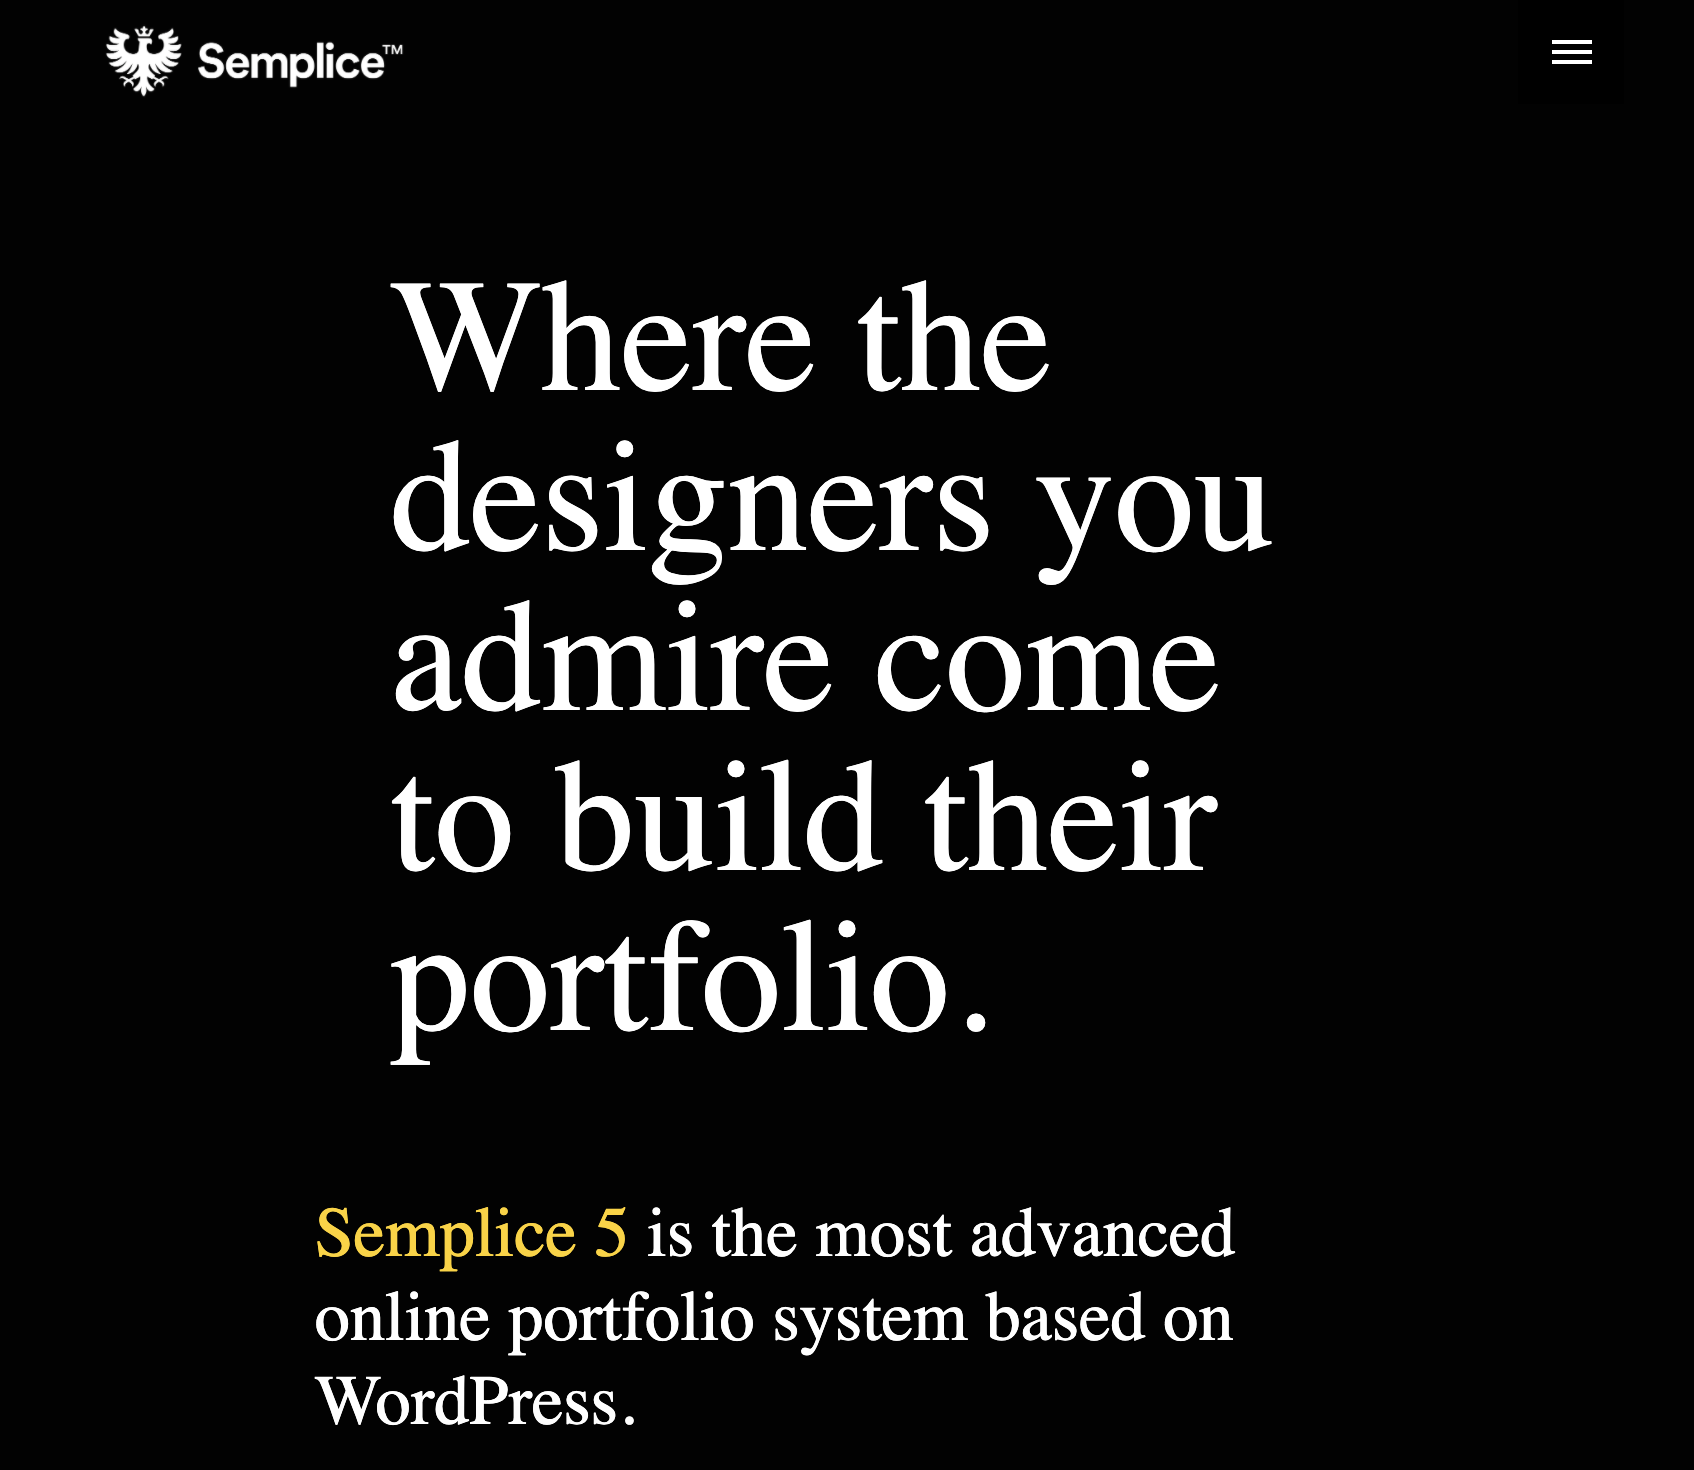 Semplice™
Where the
designers you
admire come
to build their
portfolio.
Semplice 5 is the most advanced
online portfolio system based on
WordPress.